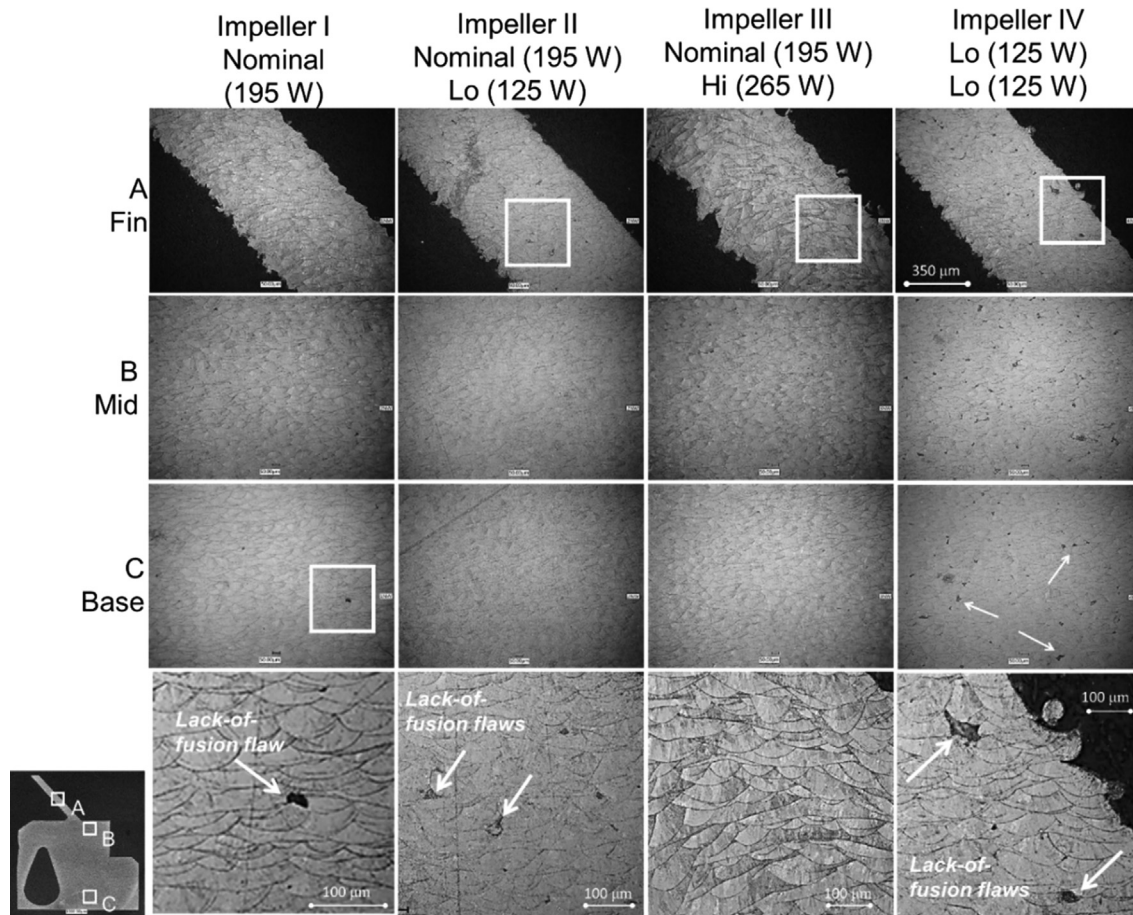 Impeller I
Nominal
(195 W)
Impeller II
Nominal (195 W)
Lo (125 W)
Impeller III
Nominal (195 W)
Hi (265 W)
Impeller IV
Lo (125 W)
Lo (125 W)
A
Fin
350 μm
B
Mid
C
Base
Lack-of-
fusion flaw
100 μm
Lack-of-
fusion flaws
100 μm
100 μm
100 μm
Lack-of-
fusion flaws
A
B
C